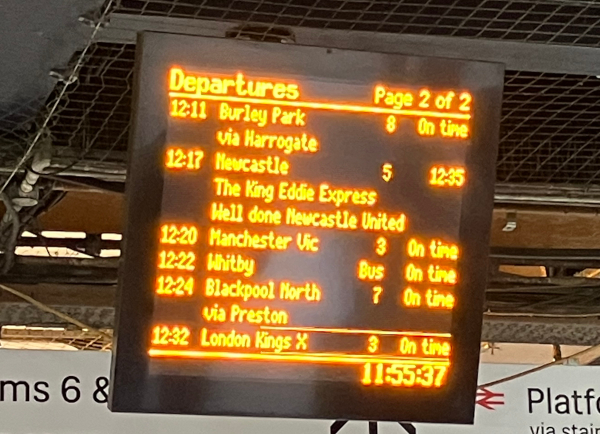 Departures Page 2 of 2
12:11 Burley Park 8 On time
via Harrogate
12:17 Newcastle 5 12:35
The King Eddie Express
Well done Newcastle United
12:20 Manchester Vic 3 On time
12:22 Whitby Bus On time
12:24 Blackpool North 7 On time
via Preston
12:32 London Kings X 3 On time
11:55:37
ms 6 &
Platfo
via stair